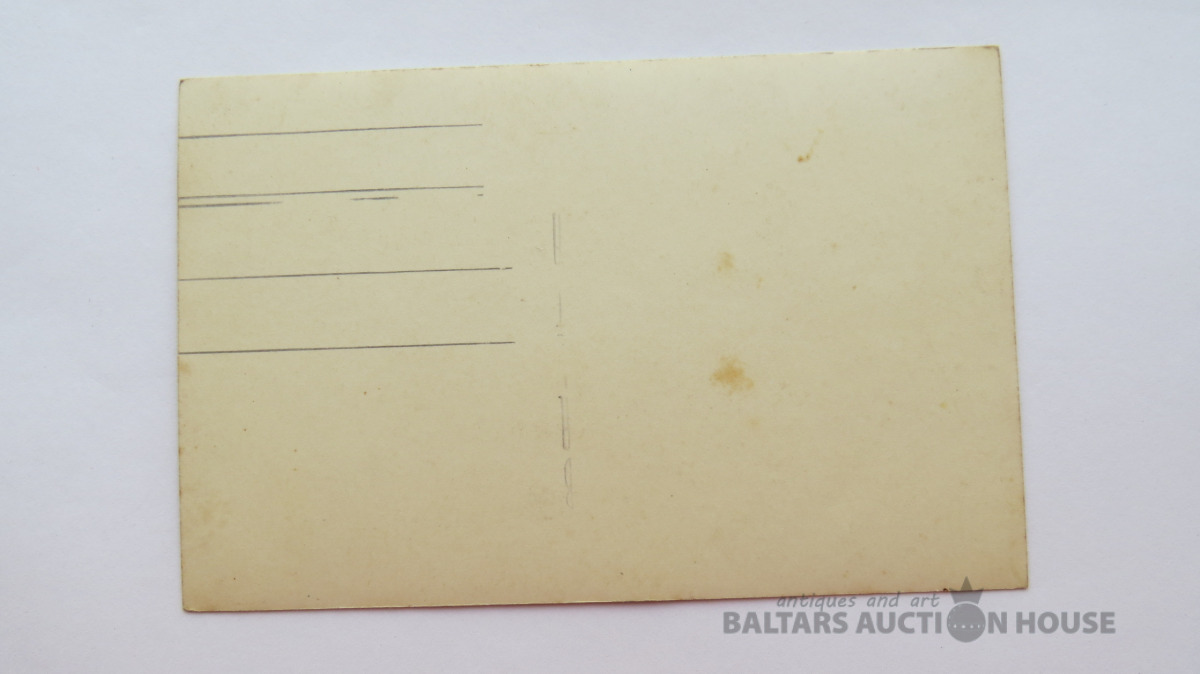 antiques and art
BALTARS AUCTION HOUSE